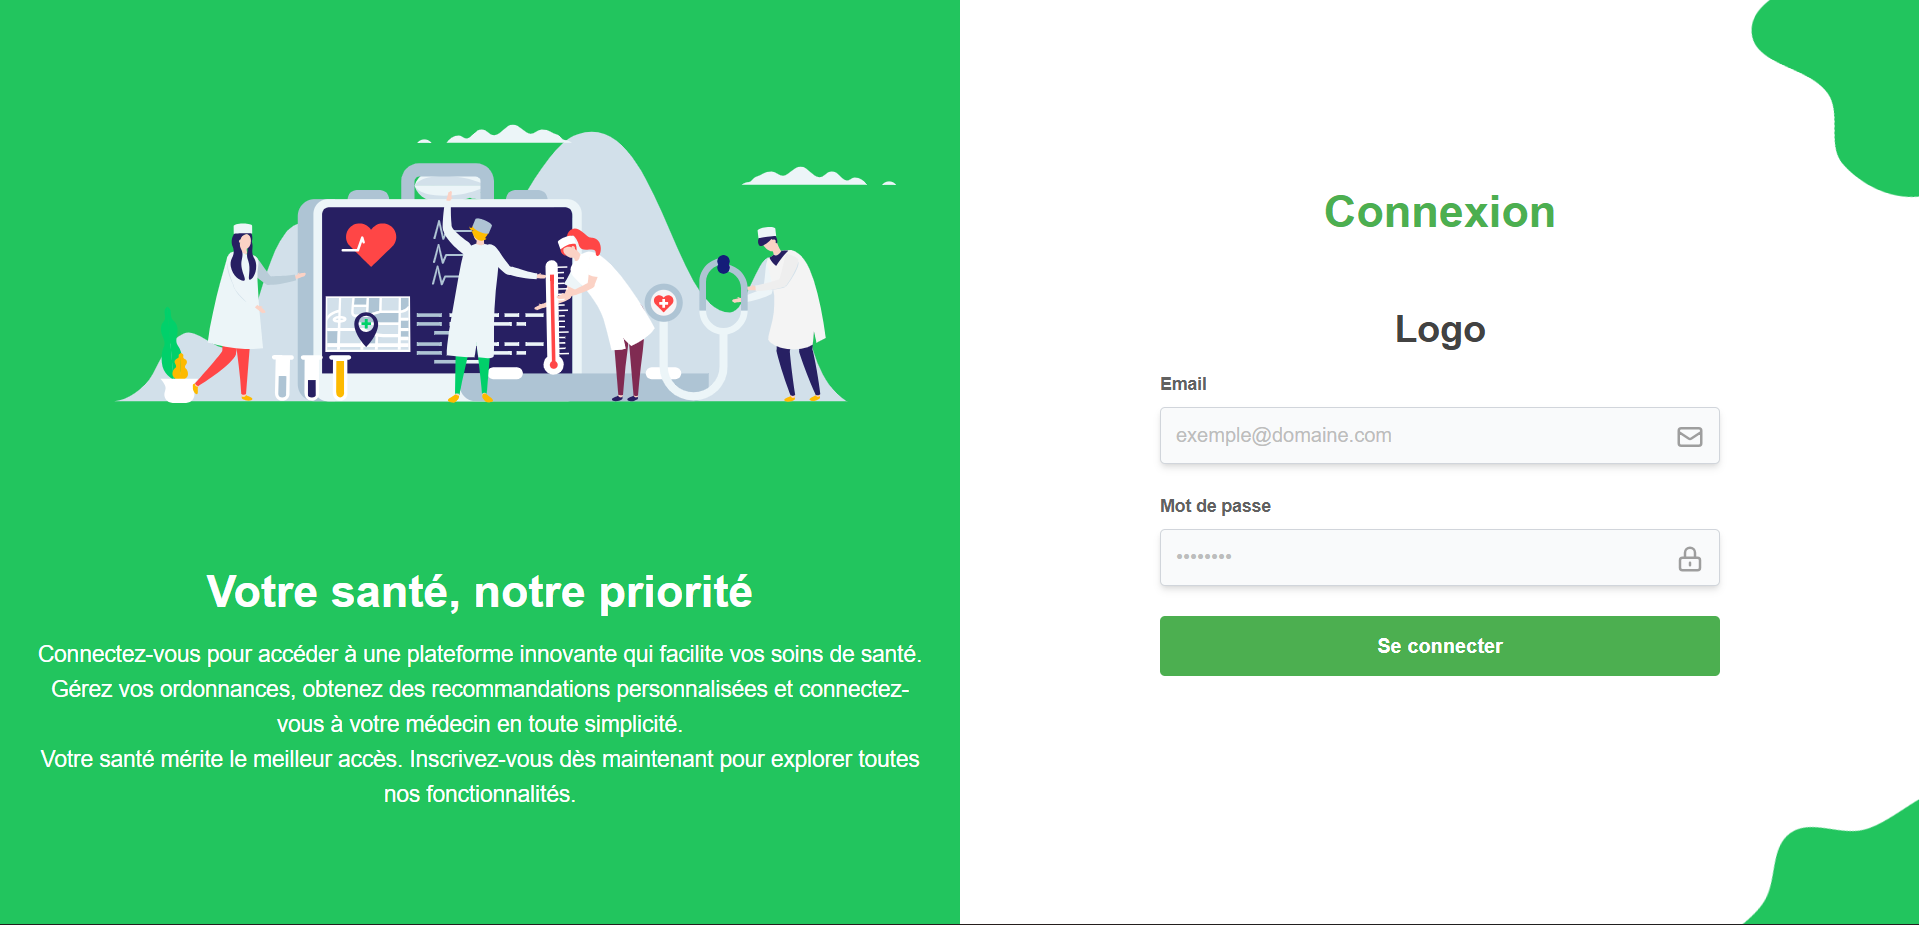 Votre santé, notre priorité
Connectez-vous pour accéder à une plateforme innovante qui facilite vos soins de santé.
Gérez vos ordonnances, obtenez des recommandations personnalisées et connectez-
vous à votre médecin en toute simplicité.
Votre santé mérite le meilleur accès. Inscrivez-vous dès maintenant pour explorer toutes
nos fonctionnalités.
Connexion
Logo
Email
exemple@domaine.com
Mot de passe
••••••••
Se connecter